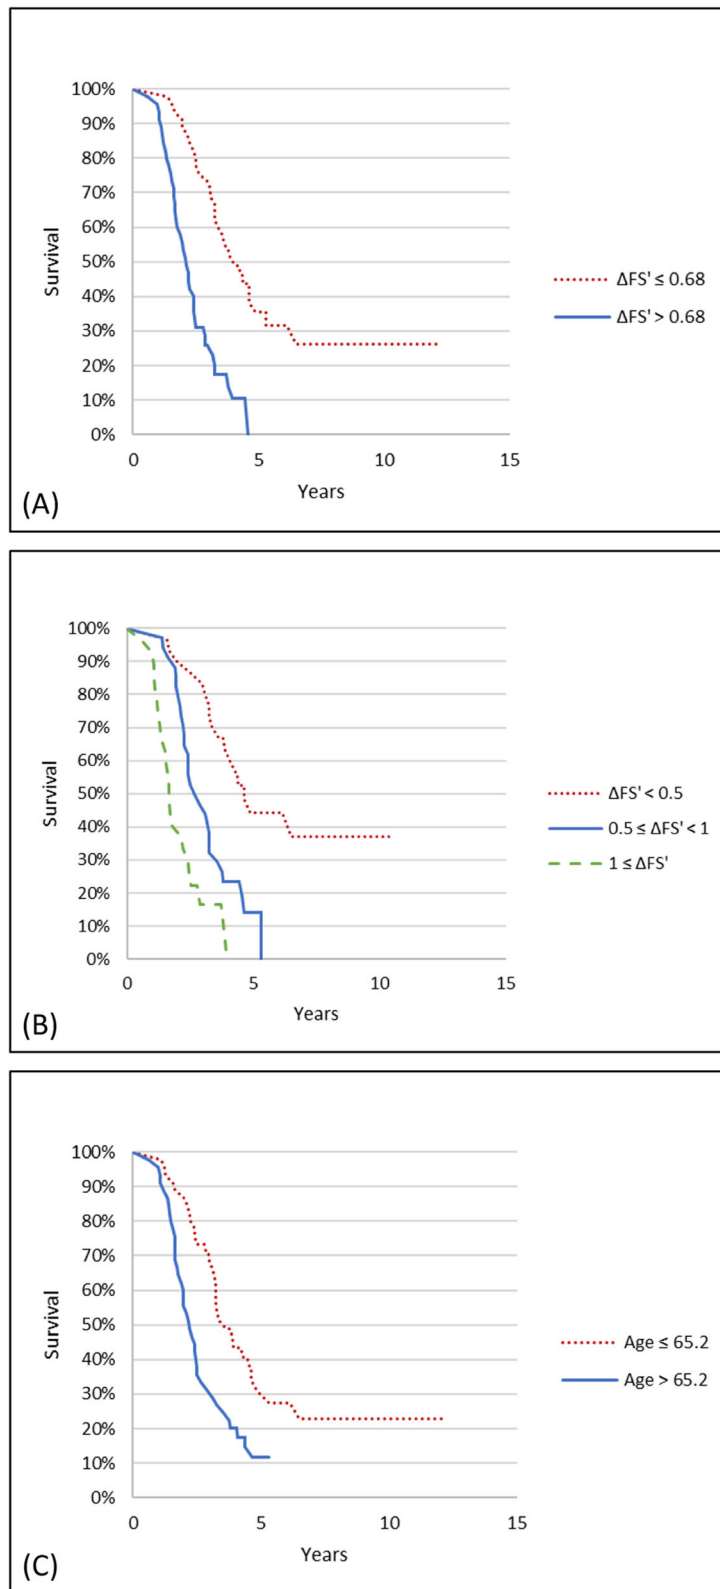 100%
90%
80%
70%
60%
50%
40%
30%
20%
10%
0%
Survival
0 5 10 15
Years
ΔFS' ≤ 0.68
ΔFS' > 0.68
(A)
100%
90%
80%
70%
60%
50%
40%
30%
20%
10%
0%
Survival
0 5 10 15
Years
ΔFS' < 0.5
0.5 ≤ ΔFS' < 1
1 ≤ ΔFS'
(B)
100%
90%
80%
70%
60%
50%
40%
30%
20%
10%
0%
Survival
0 5 10 15
Years
Age ≤ 65.2
Age > 65.2
(C)